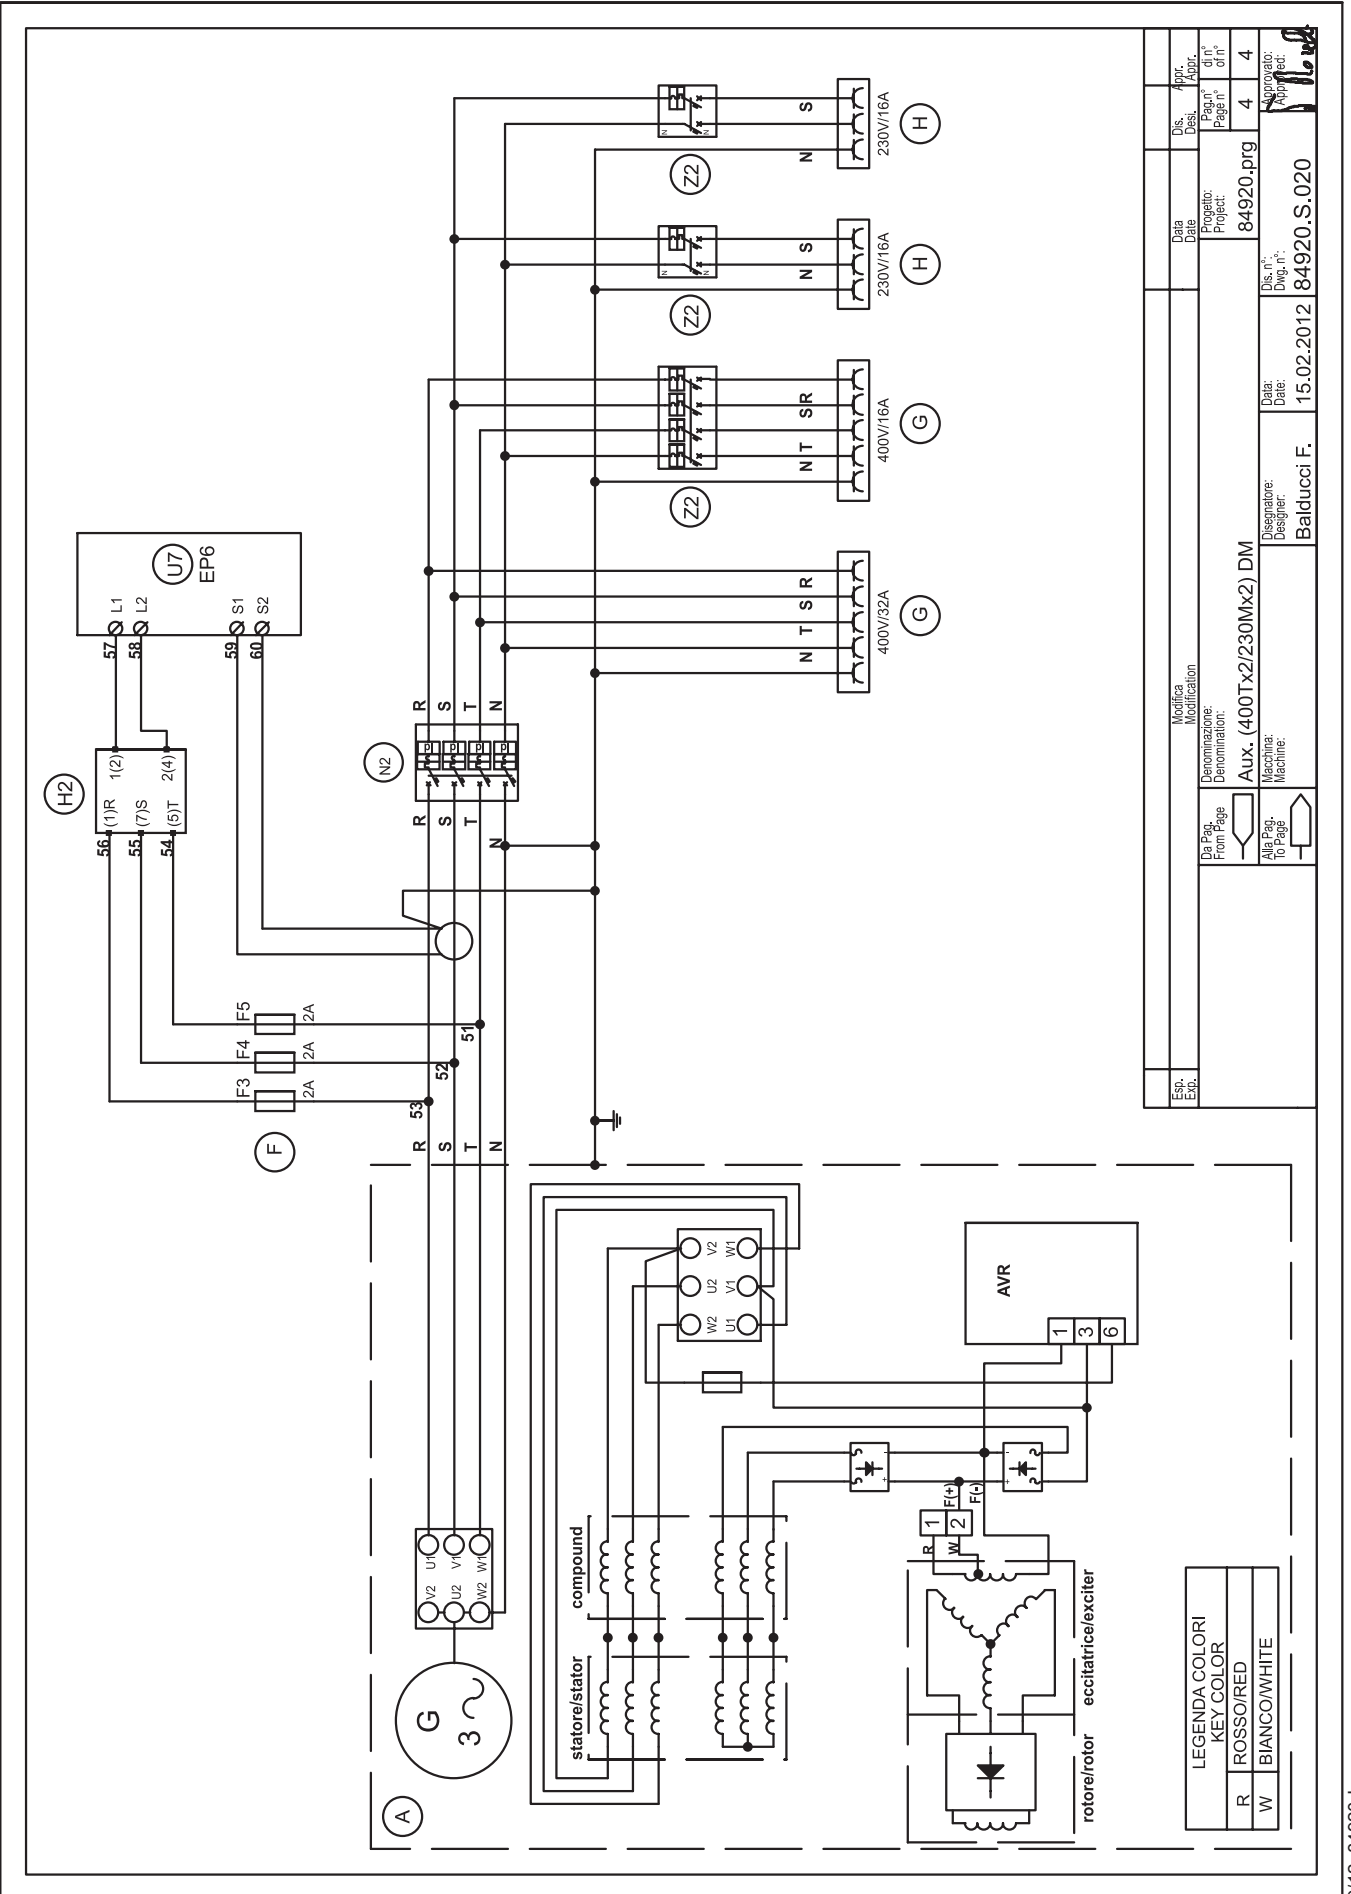 A
G
3
V2 U1
U2 V1
W2 W1
R
S
T
N
F
F3
2A
F4
2A
F5
2A
53
52
51
56
55
54
H2
(1)R
(7)S
(5)T
1(2)
2(4)
57
58
59
60
L1
L2
S1
S2
U7
EP6
R
S
T
N
N2
pI
pI
pI
pI
R
S
T
N
N T S R
400V/32A
G
Z2
N T S R
400V/16A
G
Z2
N
N
N S
230V/16A
H
Z2
N
N
N S
230V/16A
H
statore/stator
compound
W2 U2 V2
U1 V1 W1
AVR
1
3
6
-
+
-
+
F(+)
F(-)
1
2
R
W
rotore/rotor
eccitatrice/exciter
LEGENDA COLORI
KEY COLOR
R ROSSO/RED
W BIANCO/WHITE
Esp.
Exp.
Modifica
Modification
Data
Date
Dis.
Desi.
Appr.
Appr.
Da Pag.
From Page
Alla Pag.
To Page
Denominazione:
Denomination:
Aux. (400Tx2/230Mx2) DM
Macchina:
Machine:
Disegnatore:
Designer:
Balducci F.
Data:
Date:
15.02.2012
Progetto:
Project:
84920.prg
Dis. n°:
Dwg. n°:
84920.S.020
Pag.n°
Page n°
4
di n°
of n°
4
Approvato:
Approved: